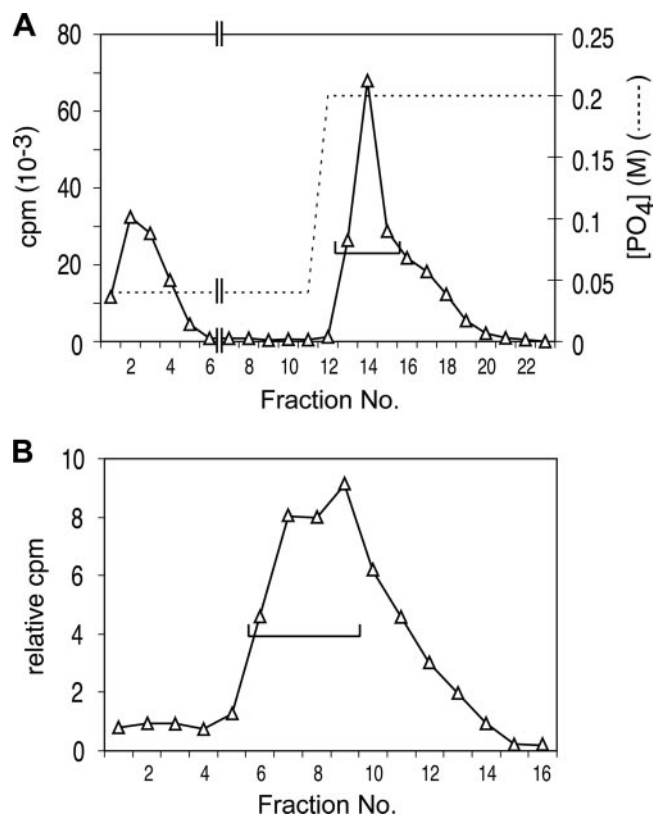 A
80
60
40
20
0
cpm (10-3)
0.25
0.2
0.15
0.1
0.05
0
[PO4] (M) (-----)
2 4 6 8 10 12 14 16 18 20 22
Fraction No.
B
10
8
6
4
2
0
relative cpm
2 4 6 8 10 12 14 16
Fraction No.